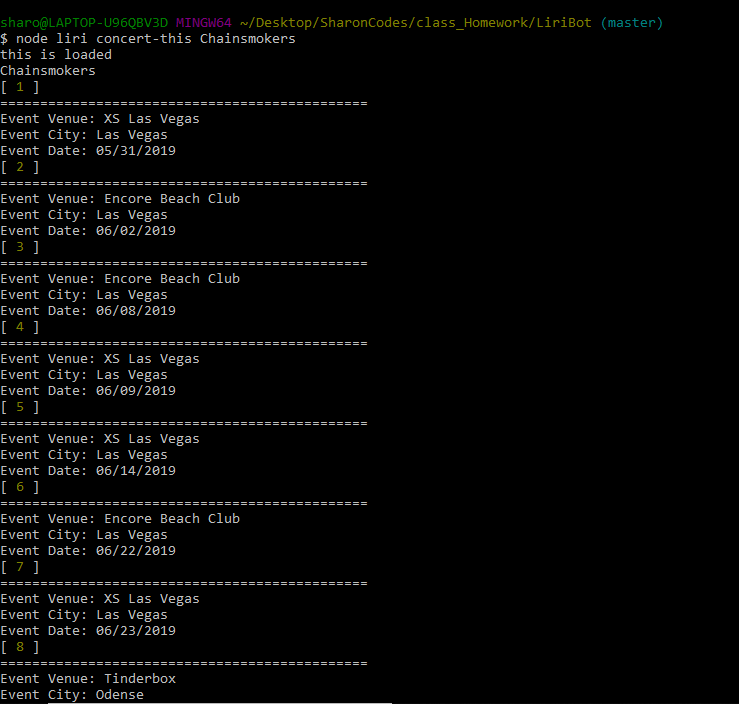 sharo@LAPTOP-U96QBV3D MINGW64 ~/Desktop/SharonCodes/class_Homework/LiriBot (master)
$ node liri concert-this Chainsmokers
this is loaded
Chainsmokers
[ 1 ]
==============================================
Event Venue: XS Las Vegas
Event City: Las Vegas
Event Date: 05/31/2019
[ 2 ]
==============================================
Event Venue: Encore Beach Club
Event City: Las Vegas
Event Date: 06/02/2019
[ 3 ]
==============================================
Event Venue: Encore Beach Club
Event City: Las Vegas
Event Date: 06/08/2019
[ 4 ]
==============================================
Event Venue: XS Las Vegas
Event City: Las Vegas
Event Date: 06/09/2019
[ 5 ]
==============================================
Event Venue: XS Las Vegas
Event City: Las Vegas
Event Date: 06/14/2019
[ 6 ]
==============================================
Event Venue: Encore Beach Club
Event City: Las Vegas
Event Date: 06/22/2019
[ 7 ]
==============================================
Event Venue: XS Las Vegas
Event City: Las Vegas
Event Date: 06/23/2019
[ 8 ]
==============================================
Event Venue: Tinderbox
Event City: Odense